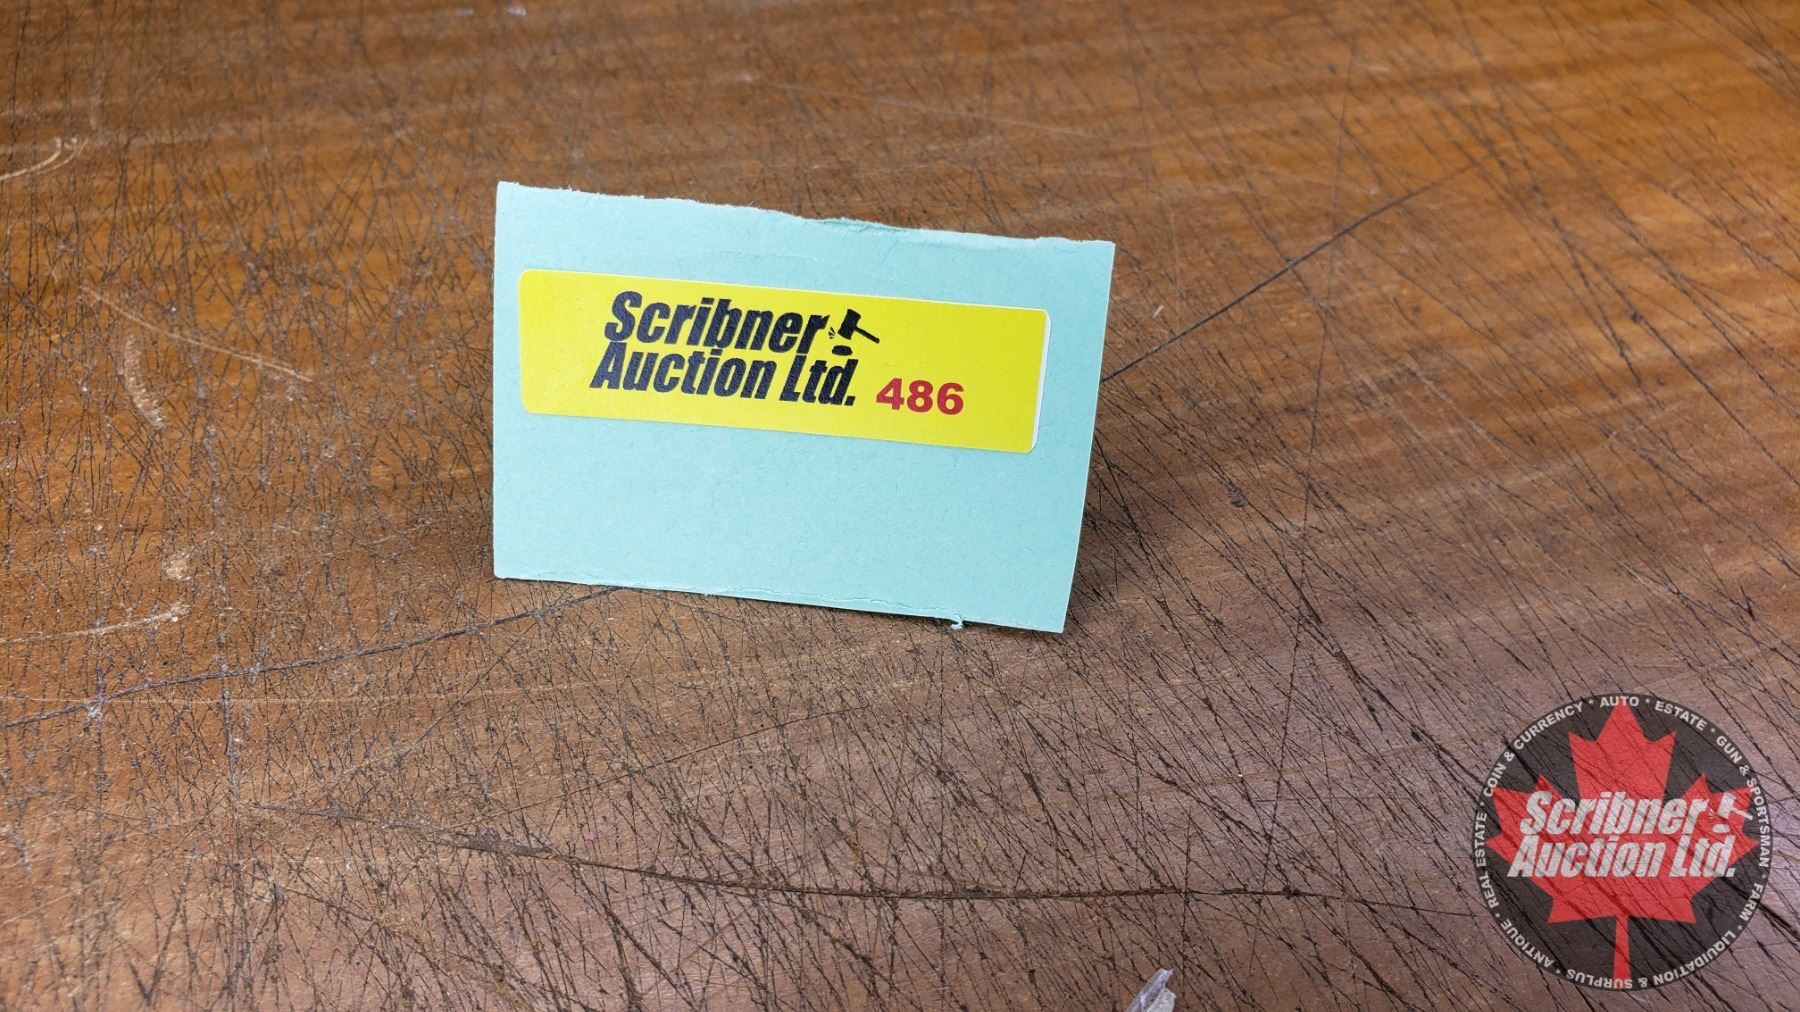 Scribner
Auction Ltd. 486
REAL ESTATE * COIN & CURRENCY * AUTO * ESTATE * GUN & SPORTSMAN * FARM * LIQUIDATION & SURPLUS * ANTIQUE *
Scribner
Auction Ltd.